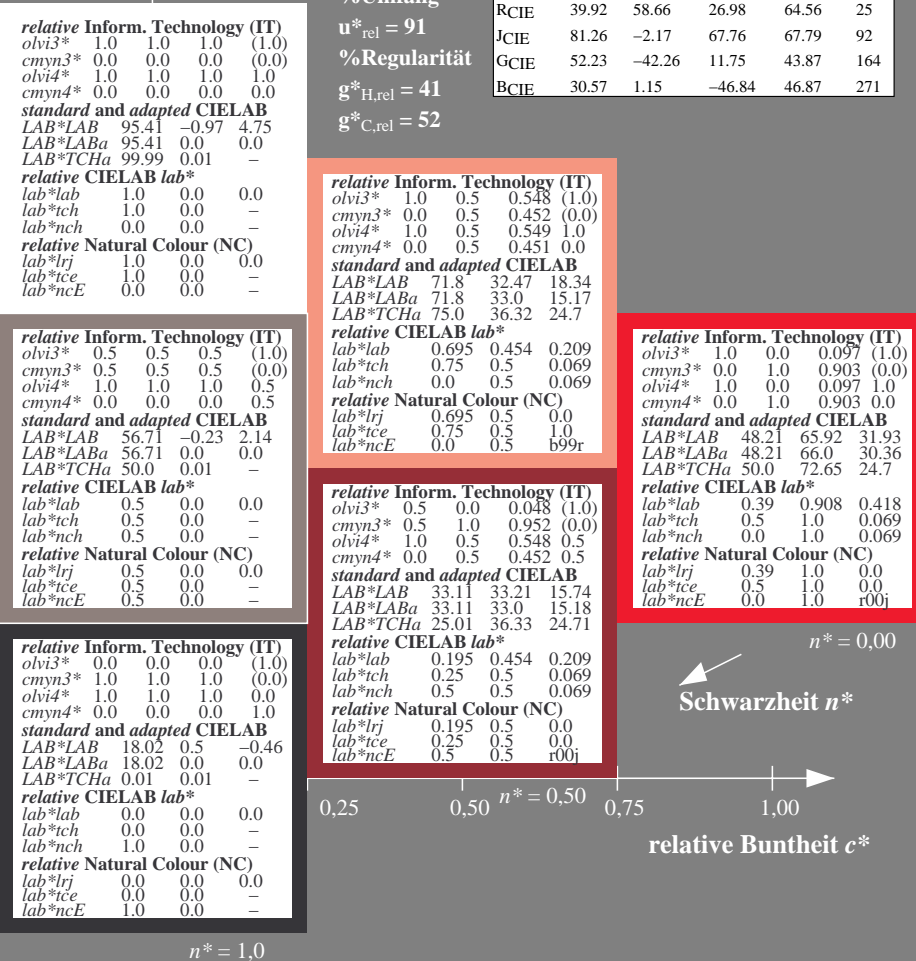 relative Inform. Technology (IT)
olvi3* 1.0 1.0 1.0 (1.0)
cmyn3* 0.0 0.0 0.0 (0.0)
olvi4* 1.0 1.0 1.0 1.0
cmyn4* 0.0 0.0 0.0 0.0
standard and adapted CIELAB
LAB*LAB 95.41 −0.97 4.75
LAB*LABa 95.41 0.0 0.0
LAB*TCHa 99.99 0.01 –
relative CIELAB lab*
lab*lab 1.0 0.0 0.0
lab*tch 1.0 0.0 –
lab*nch 0.0 0.0 –
relative Natural Colour (NC)
lab*lrj 1.0 0.0 0.0
lab*tce 1.0 0.0 –
lab*ncE 0.0 0.0 –
%Umfang
u*rel = 91
%Regularität
g*H,rel = 41
g*C,rel = 52
RCIE 39.92 58.66 26.98 64.56 25
JCIE 81.26 −2.17 67.76 67.79 92
GCIE 52.23 −42.26 11.75 43.87 164
BCIE 30.57 1.15 −46.84 46.87 271
relative Inform. Technology (IT)
olvi3* 1.0 0.5 0.548 (1.0)
cmyn3* 0.0 0.5 0.452 (0.0)
olvi4* 1.0 0.5 0.549 1.0
cmyn4* 0.0 0.5 0.451 0.0
standard and adapted CIELAB
LAB*LAB 71.8 32.47 18.34
LAB*LABa 71.8 33.0 15.17
LAB*TCHa 75.0 36.32 24.7
relative CIELAB lab*
lab*lab 0.695 0.454 0.209
lab*tch 0.75 0.5 0.069
lab*nch 0.0 0.5 0.069
relative Natural Colour (NC)
lab*lrj 0.695 0.5 0.0
lab*tce 0.75 0.5 1.0
lab*ncE 0.0 0.5 b99r
relative Inform. Technology (IT)
olvi3* 0.5 0.5 0.5 (1.0)
cmyn3* 0.5 0.5 0.5 (0.0)
olvi4* 1.0 1.0 1.0 0.5
cmyn4* 0.0 0.0 0.0 0.5
standard and adapted CIELAB
LAB*LAB 56.71 −0.23 2.14
LAB*LABa 56.71 0.0 0.0
LAB*TCHa 50.0 0.01 –
relative CIELAB lab*
lab*lab 0.5 0.0 0.0
lab*tch 0.5 0.0 –
lab*nch 0.5 0.0 –
relative Natural Colour (NC)
lab*lrj 0.5 0.0 0.0
lab*tce 0.5 0.0 –
lab*ncE 0.5 0.0 –
relative Inform. Technology (IT)
olvi3* 1.0 0.0 0.097 (1.0)
cmyn3* 0.0 1.0 0.903 (0.0)
olvi4* 1.0 0.0 0.097 1.0
cmyn4* 0.0 1.0 0.903 0.0
standard and adapted CIELAB
LAB*LAB 48.21 65.92 31.93
LAB*LABa 48.21 66.0 30.36
LAB*TCHa 50.0 72.65 24.7
relative CIELAB lab*
lab*lab 0.39 0.908 0.418
lab*tch 0.5 1.0 0.069
lab*nch 0.0 1.0 0.069
relative Natural Colour (NC)
lab*lrj 0.39 1.0 0.0
lab*tce 0.5 1.0 0.0
lab*ncE 0.0 1.0 r00j
relative Inform. Technology (IT)
olvi3* 0.5 0.0 0.048 (1.0)
cmyn3* 0.5 1.0 0.952 (0.0)
olvi4* 1.0 0.5 0.548 0.5
cmyn4* 0.0 0.5 0.452 0.5
standard and adapted CIELAB
LAB*LAB 33.11 33.21 15.74
LAB*LABa 33.11 33.0 15.18
LAB*TCHa 25.01 36.33 24.71
relative CIELAB lab*
lab*lab 0.195 0.454 0.209
lab*tch 0.25 0.5 0.069
lab*nch 0.5 0.5 0.069
relative Natural Colour (NC)
lab*lrj 0.195 0.5 0.0
lab*tce 0.25 0.5 0.0
lab*ncE 0.5 0.5 r00j
relative Inform. Technology (IT)
olvi3* 0.0 0.0 0.0 (1.0)
cmyn3* 1.0 1.0 1.0 (0.0)
olvi4* 1.0 1.0 1.0 0.0
cmyn4* 0.0 0.0 0.0 1.0
standard and adapted CIELAB
LAB*LAB 18.02 0.5 −0.46
LAB*LABa 18.02 0.0 0.0
LAB*TCHa 0.01 0.01 –
relative CIELAB lab*
lab*lab 0.0 0.0 0.0
lab*tch 0.0 0.0 –
lab*nch 1.0 0.0 –
relative Natural Colour (NC)
lab*lrj 0.0 0.0 0.0
lab*tce 0.0 0.0 –
lab*ncE 1.0 0.0 –
n* = 0,00
Schwarzheit n*
0,25 0,50 n* = 0,50 0,75 1,00
relative Buntheit c*
n* = 1,0